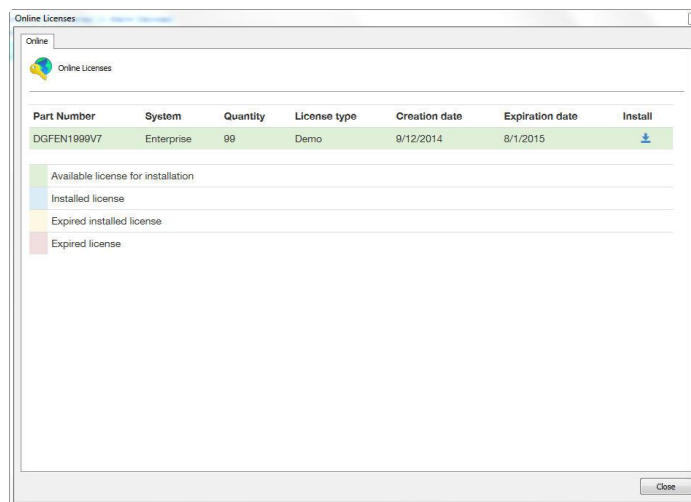 Online Licenses
Online
Online Licenses
Part Number System Quantity License type Creation date Expiration date Install
DGFEN1999V7 Enterprise 99 Demo 9/12/2014 8/1/2015
Available license for installation
Installed license
Expired installed license
Expired license
Close